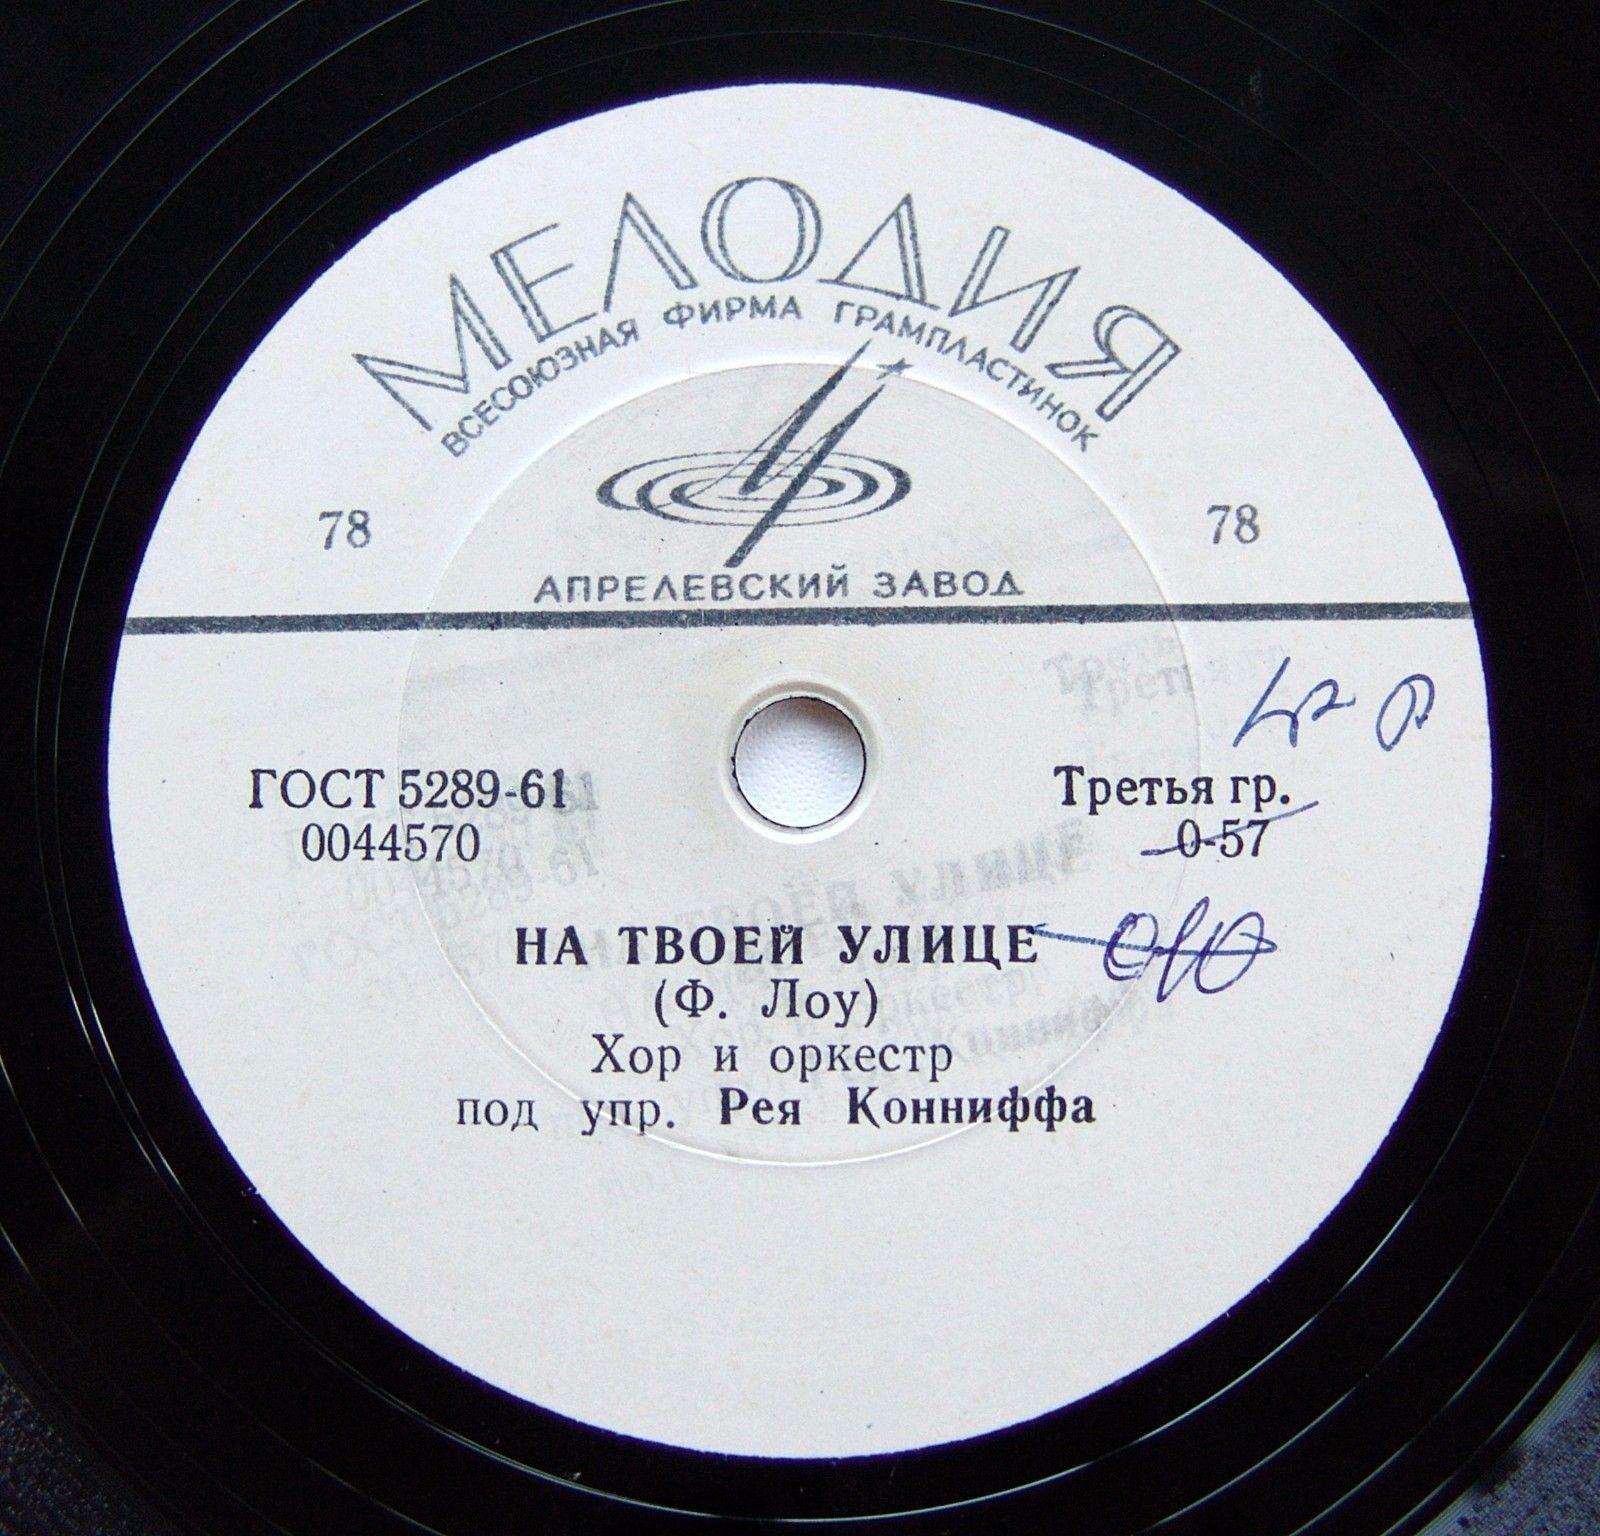 МЕЛОДИЯ
ВСЕСОЮЗНАЯ ФИРМА ГРАМПЛАСТИНОК
78 78
АПРЕЛЕВСКИЙ ЗАВОД
ГОСТ 5289-61 Третья гр.
0044570 0-57
НА ТВОЕЙ УЛИЦЕ
(Ф. Лоу)
Хор и оркестр
под упр. Рея Конниффа